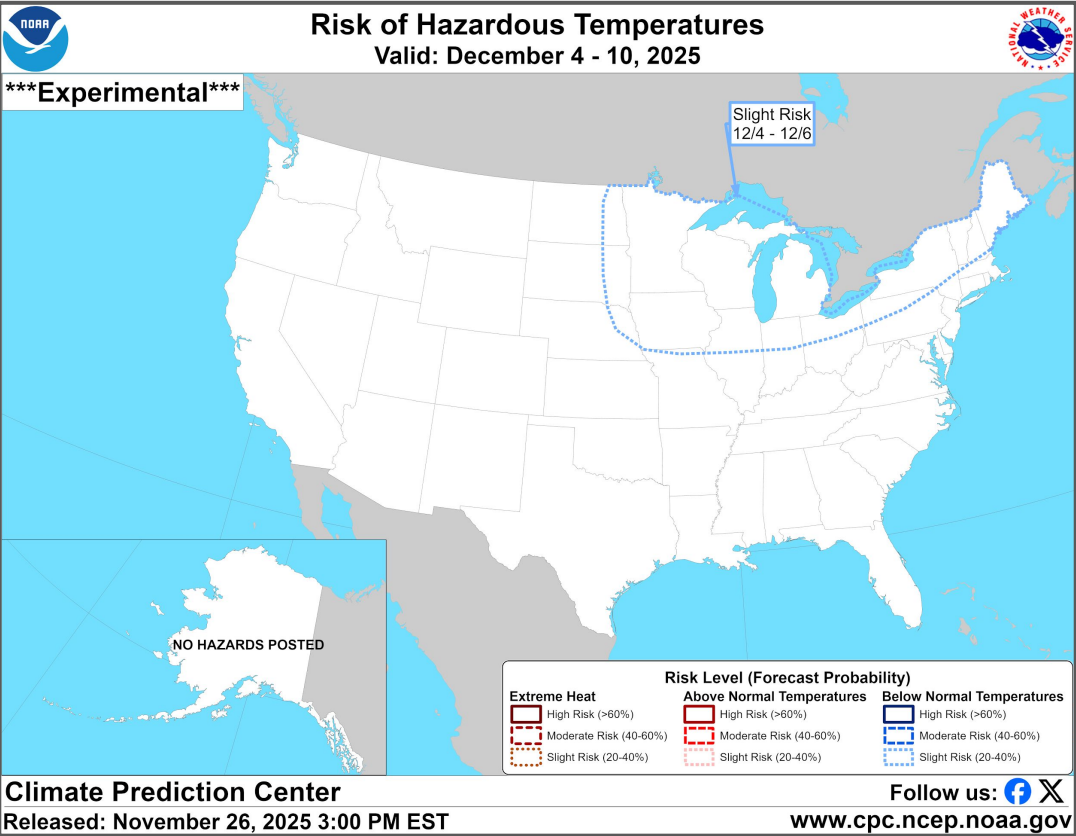 NOAA
Risk of Hazardous Temperatures
Valid: December 4 - 10, 2025
NATIONAL WEATHER SERVICE
***Experimental***
Slight Risk
12/4 - 12/6
NO HAZARDS POSTED
Risk Level (Forecast Probability)
Extreme Heat
High Risk (>60%)
Moderate Risk (40-60%)
Slight Risk (20-40%)
Above Normal Temperatures
High Risk (>60%)
Moderate Risk (40-60%)
Slight Risk (20-40%)
Below Normal Temperatures
High Risk (>60%)
Moderate Risk (40-60%)
Slight Risk (20-40%)
Climate Prediction Center
Follow us:
Released: November 26, 2025 3:00 PM EST
www.cpc.ncep.noaa.gov